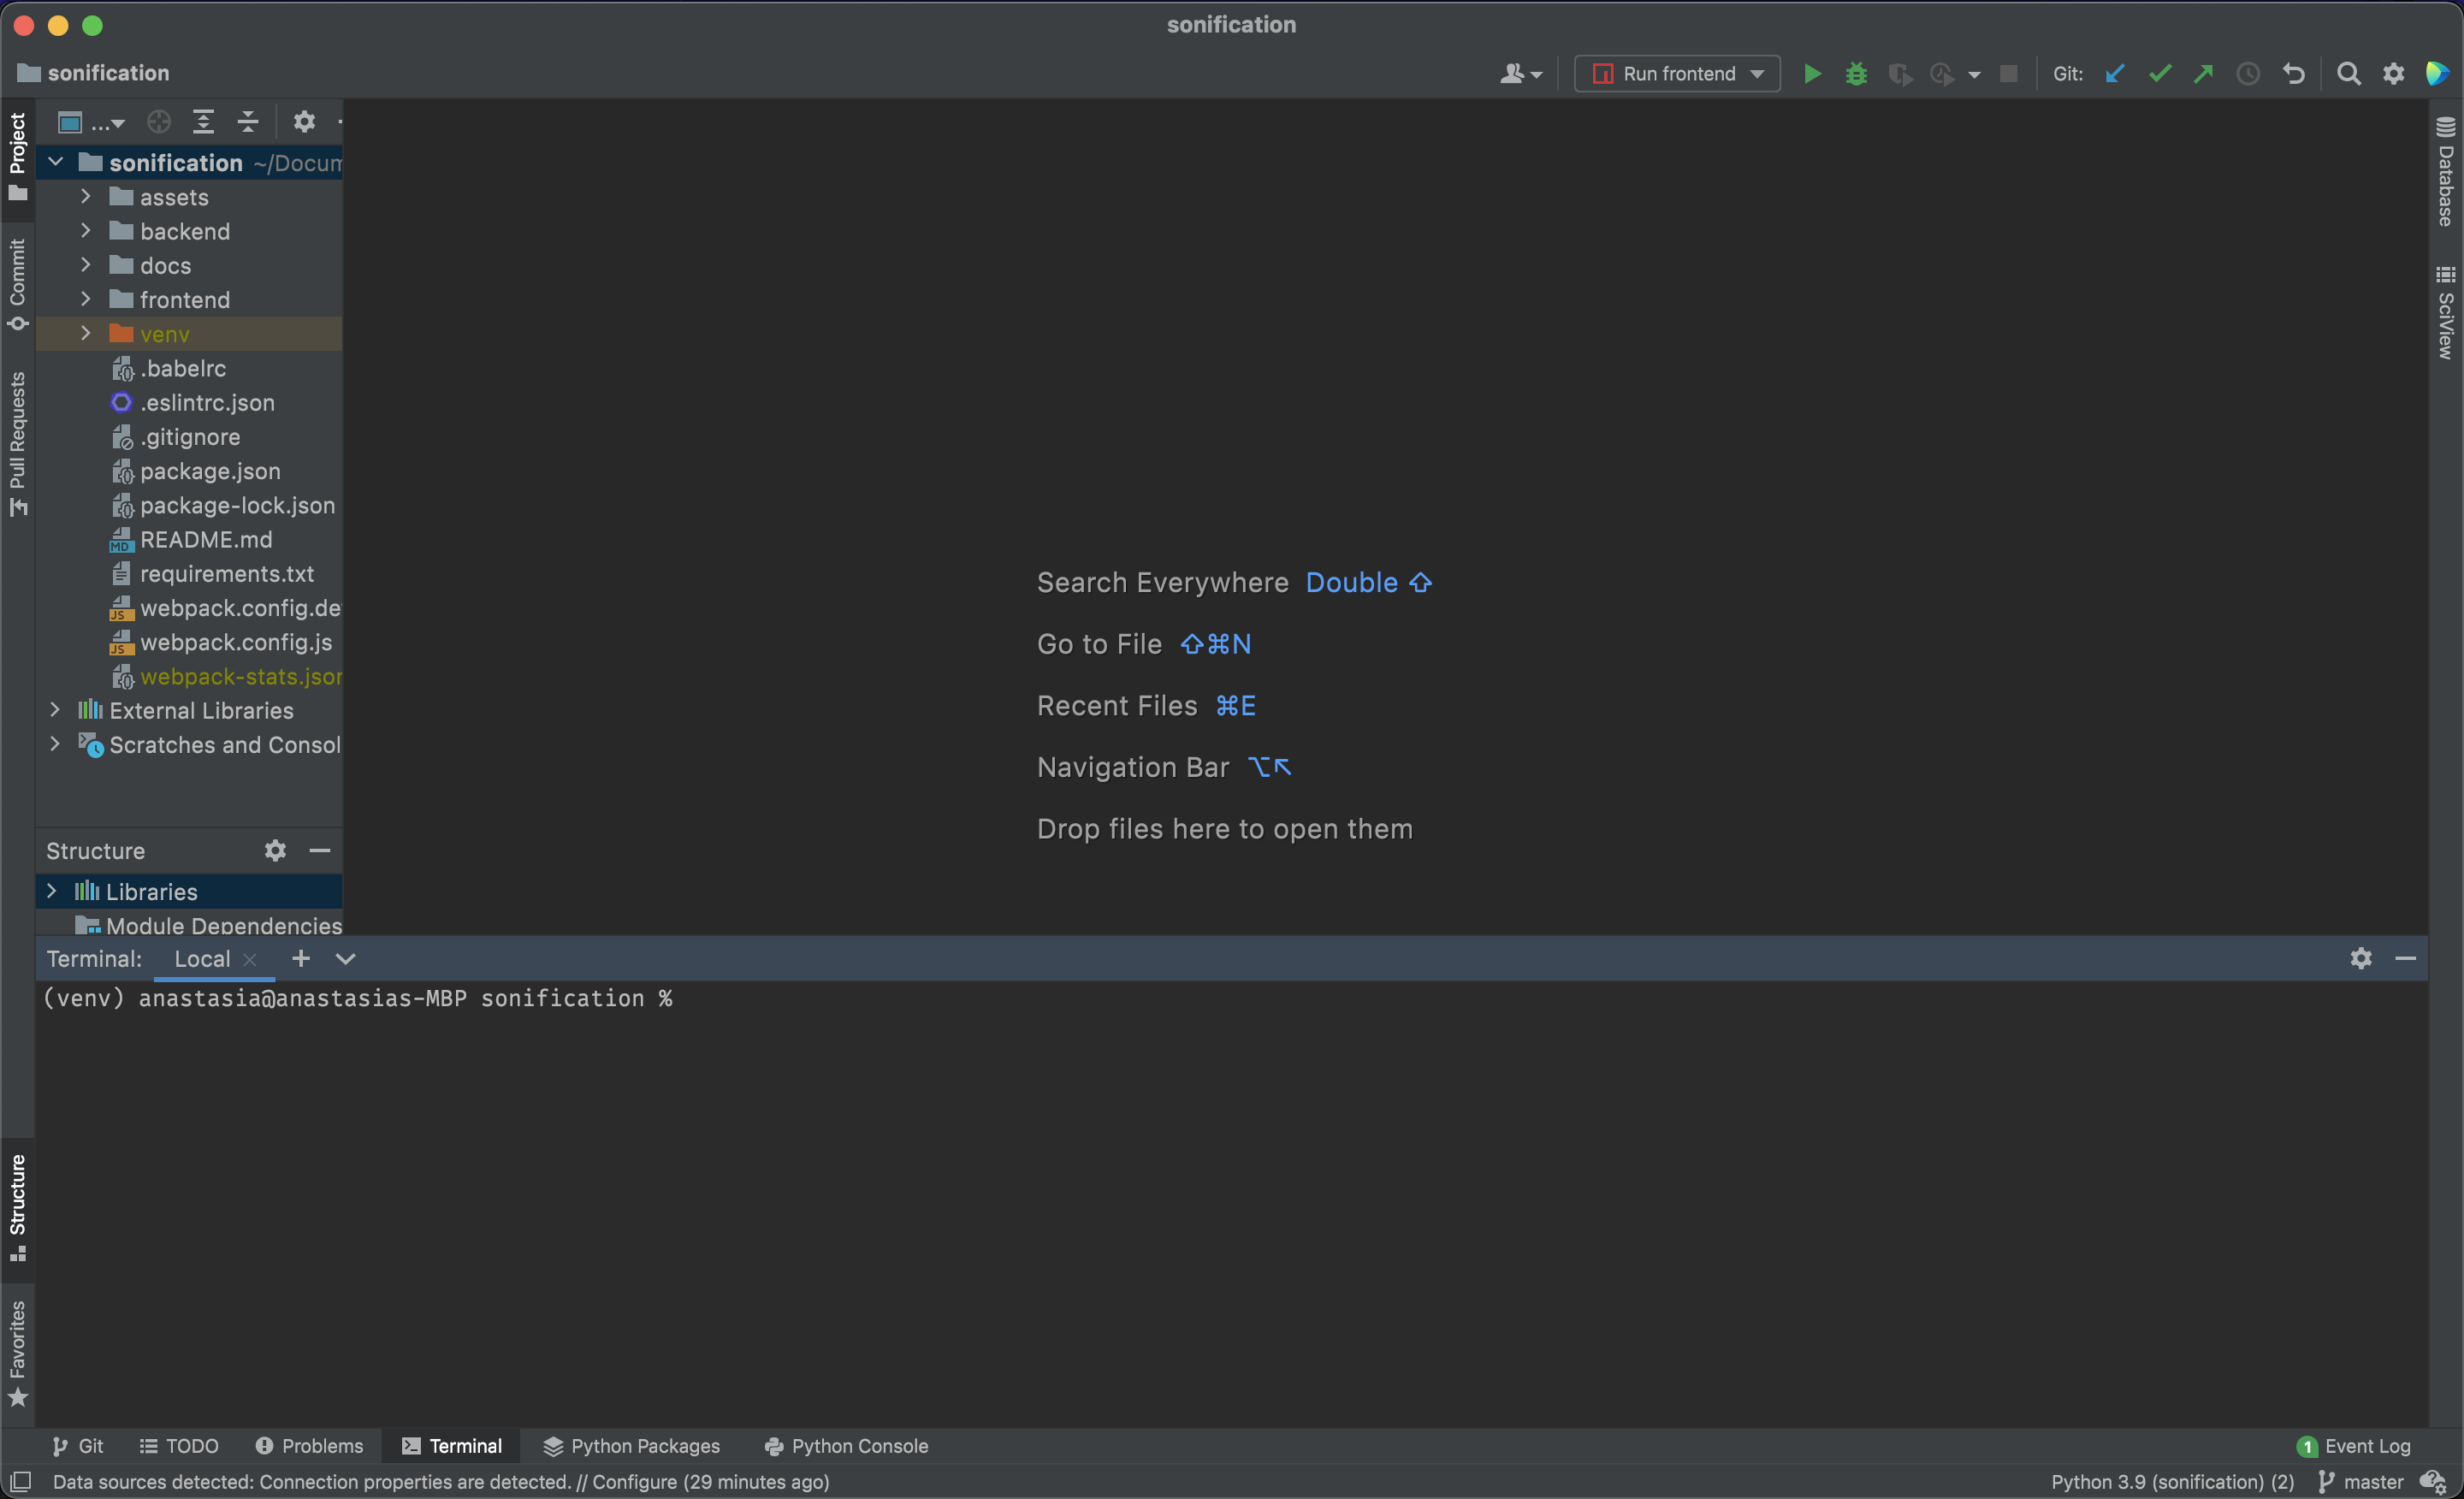 sonification
sonification
Run frontend
Git:
Project
Commit
Pull Requests
Structure
Favorites
Database
SciView
...
sonification ~/Docum
assets
backend
docs
frontend
venv
.babelrc
.eslintrc.json
.gitignore
package.json
package-lock.json
README.md
requirements.txt
webpack.config.de
webpack.config.js
webpack-stats.json
External Libraries
Scratches and Consol
Search Everywhere Double ⇧
Go to File ⇧⌘N
Recent Files ⌘E
Navigation Bar ⌥↖
Drop files here to open them
Structure
Libraries
Module Dependencies
Terminal: Local
(venv) anastasia@anastasias-MBP sonification %
Git TODO Problems Terminal Python Packages Python Console 1 Event Log
Data sources detected: Connection properties are detected. // Configure (29 minutes ago) Python 3.9 (sonification) (2) master